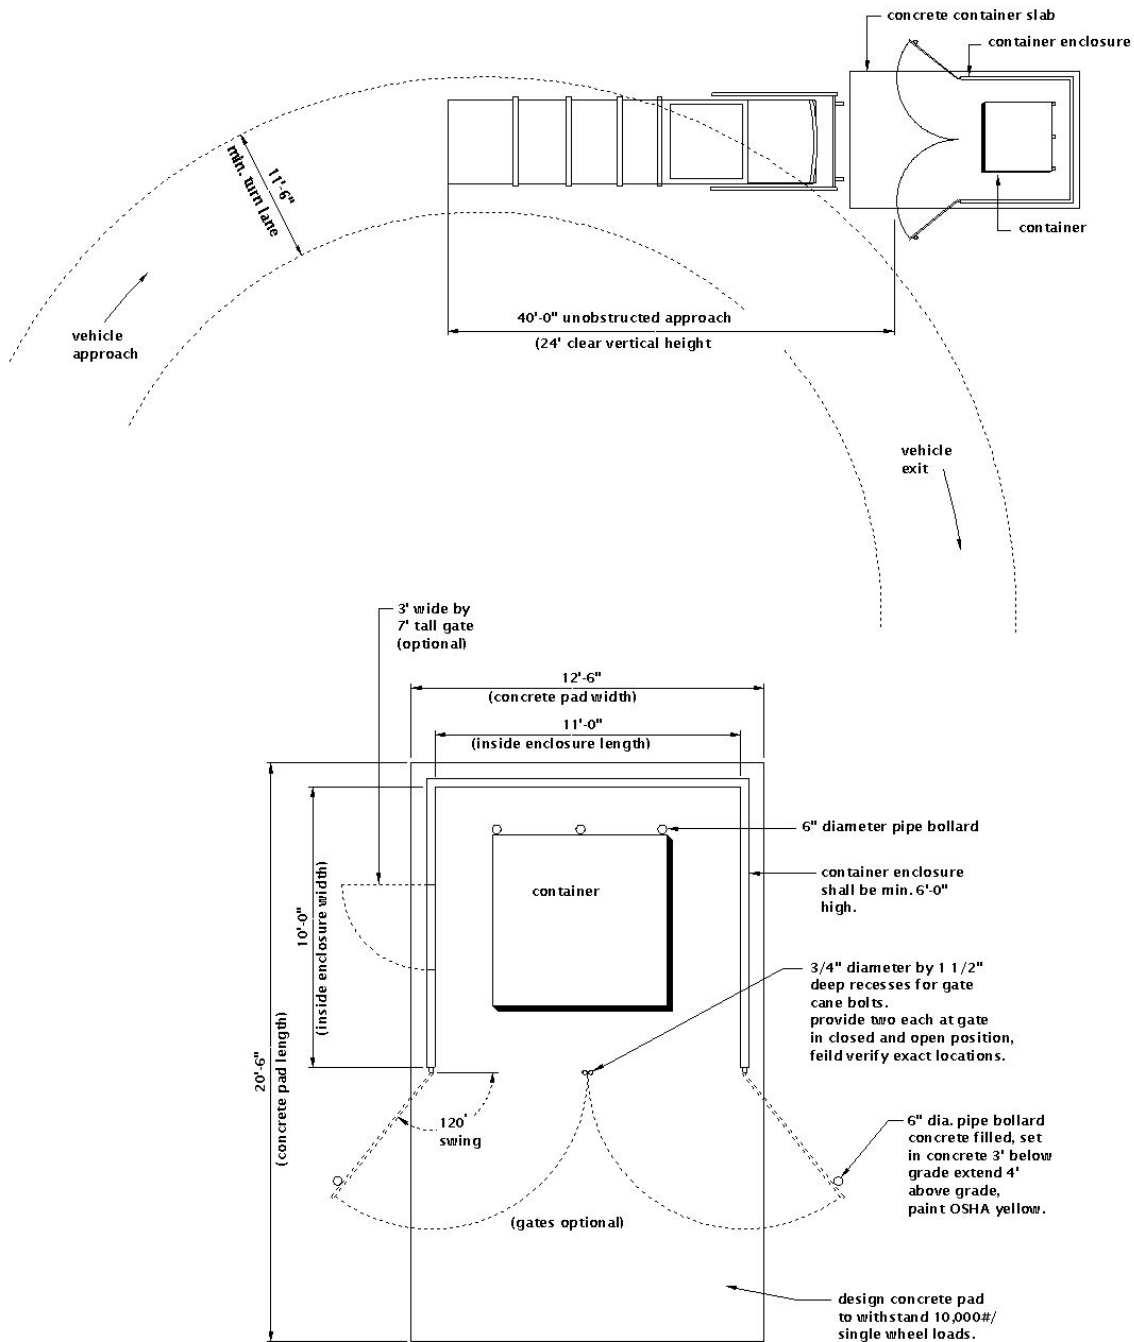 concrete container slab
container enclosure
11'-6"
min. turn lane
container
40'-0" unobstructed approach
(24' clear vertical height
vehicle
approach
vehicle
exit
3' wide by
7' tall gate
(optional)
12'-6"
(concrete pad width)
11'-0"
(inside enclosure length)
6" diameter pipe bollard
container enclosure
shall be min. 6'-0"
high.
container
10'-0"
(inside enclosure width)
20'-6"
(concrete pad length)
3/4" diameter by 1 1/2"
deep recesses for gate
cane bolts.
provide two each at gate
in closed and open position,
feild verify exact locations.
120'
swing
6" dia. pipe bollard
concrete filled, set
in concrete 3' below
grade extend 4'
above grade,
paint OSHA yellow.
(gates optional)
design concrete pad
to withstand 10,000#/
single wheel loads.